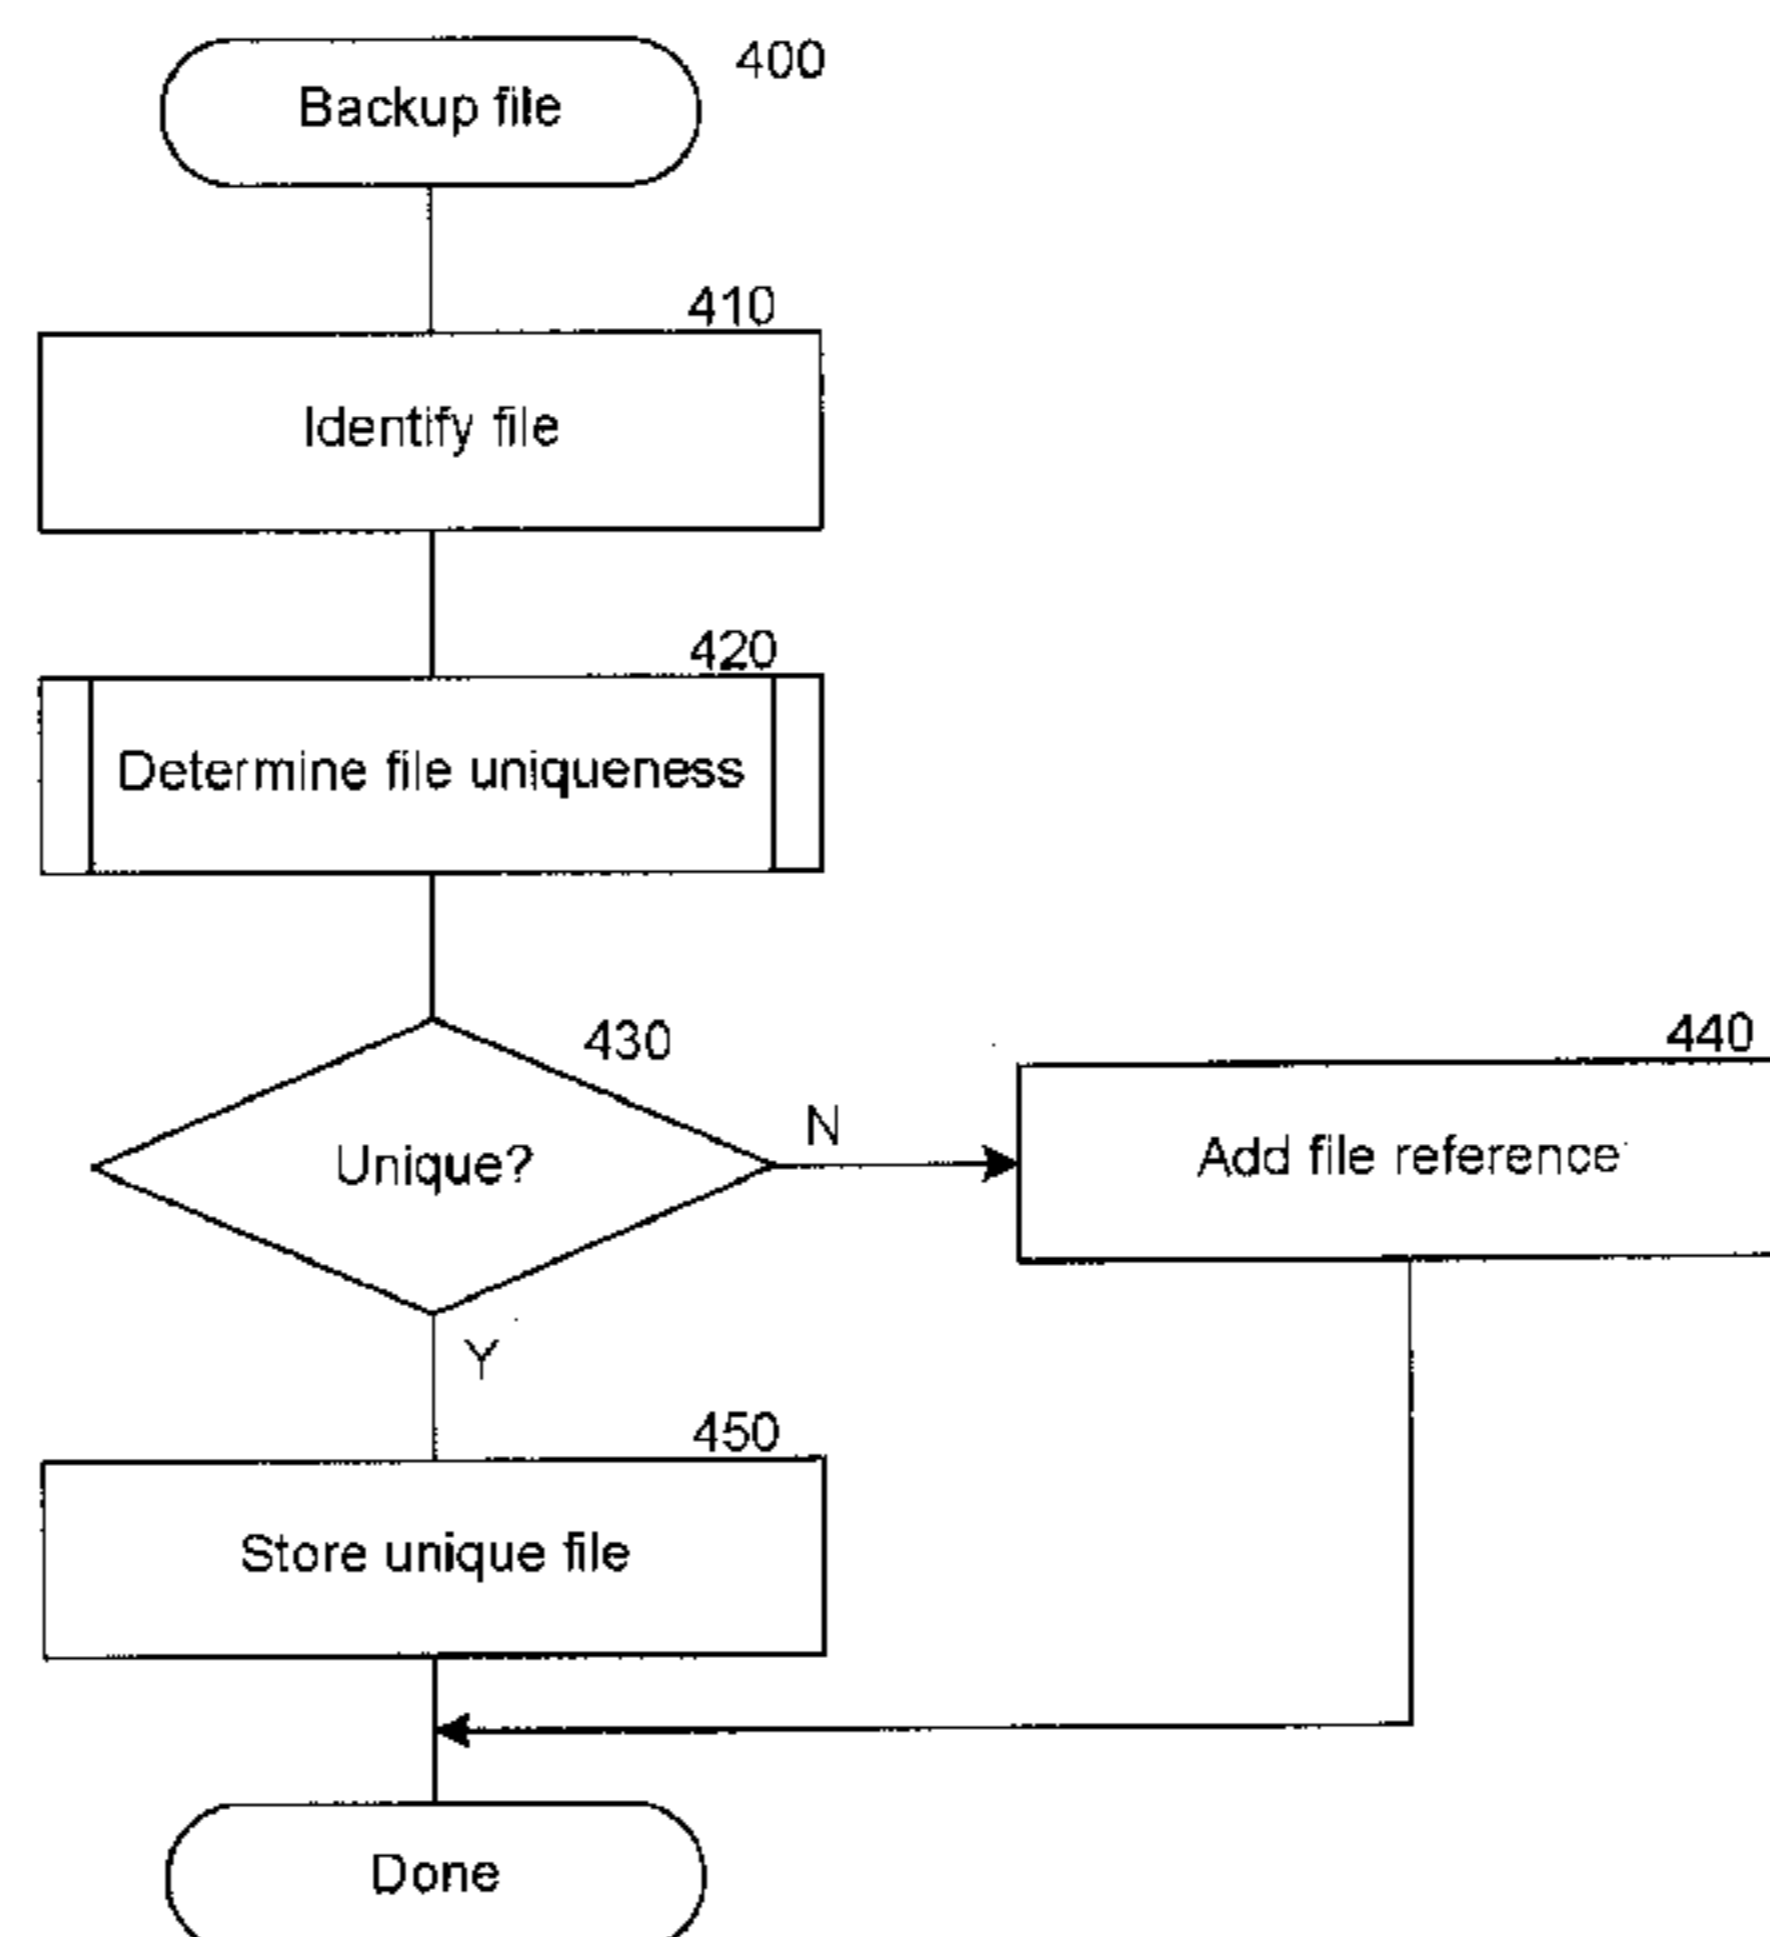 Backup file
400
410
Identify file
420
Determine file uniqueness
430
Unique?
N
440
Add file reference
Y
450
Store unique file
Done